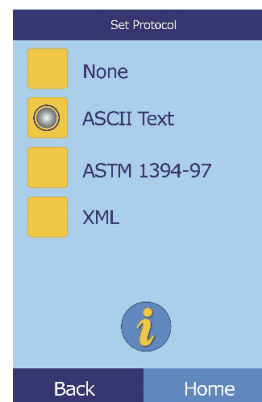 Set Protocol
None
ASCII Text
ASTM 1394-97
XML
i
Back Home